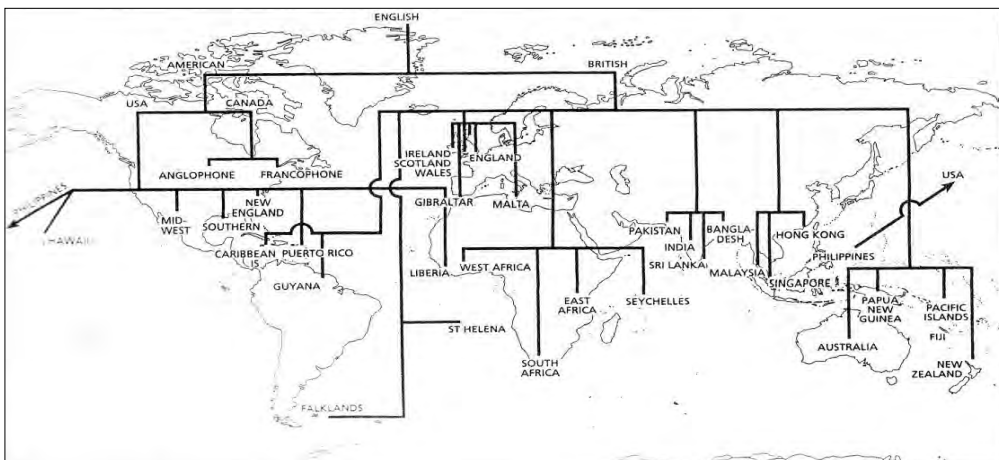 ENGLISH
AMERICAN
BRITISH
USA
CANADA
ANGLOPHONE
FRANCOPHONE
IRELAND
SCOTLAND
WALES
ENGLAND
GIBRALTAR
MALTA
PHILIPPINES
HAWAII
MID-
WEST
NEW
ENGLAND
SOUTHERN
CARIBBEAN
IS
PUERTO RICO
GUYANA
LIBERIA
WEST AFRICA
EAST
AFRICA
SEYCHELLES
SOUTH
AFRICA
ST HELENA
FALKLANDS
PAKISTAN
INDIA
BANGLA-
DESH
SRI LANKA
MALAYSIA
SINGAPORE
HONG KONG
PHILIPPINES
USA
AUSTRALIA
PAPUA
NEW
GUINEA
PACIFIC
ISLANDS
FIJI
NEW
ZEALAND